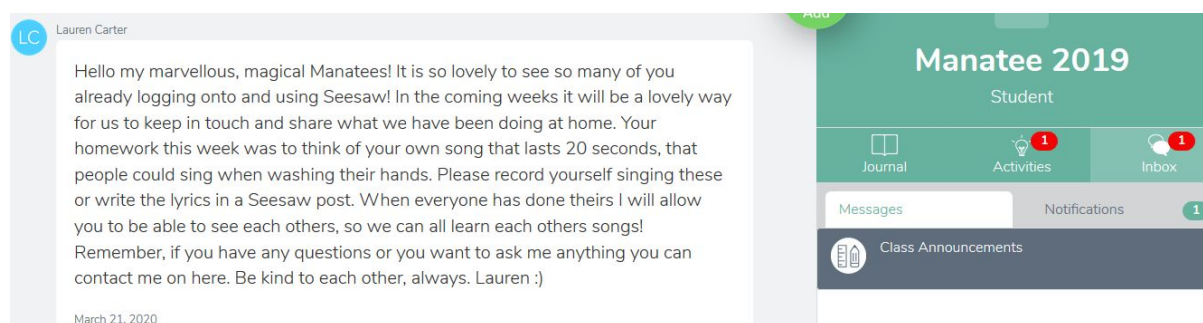 Add
LC
Lauren Carter
Hello my marvellous, magical Manatees! It is so lovely to see so many of you
already logging onto and using Seesaw! In the coming weeks it will be a lovely way
for us to keep in touch and share what we have been doing at home. Your
homework this week was to think of your own song that lasts 20 seconds, that
people could sing when washing their hands. Please record yourself singing these
or write the lyrics in a Seesaw post. When everyone has done theirs I will allow
you to be able to see each others, so we can all learn each others songs!
Remember, if you have any questions or you want to ask me anything you can
contact me on here. Be kind to each other, always. Lauren :)
March 21, 2020
Manatee 2019
Student
Journal
Activities
1
Inbox
1
Messages
Notifications
1
Class Announcements